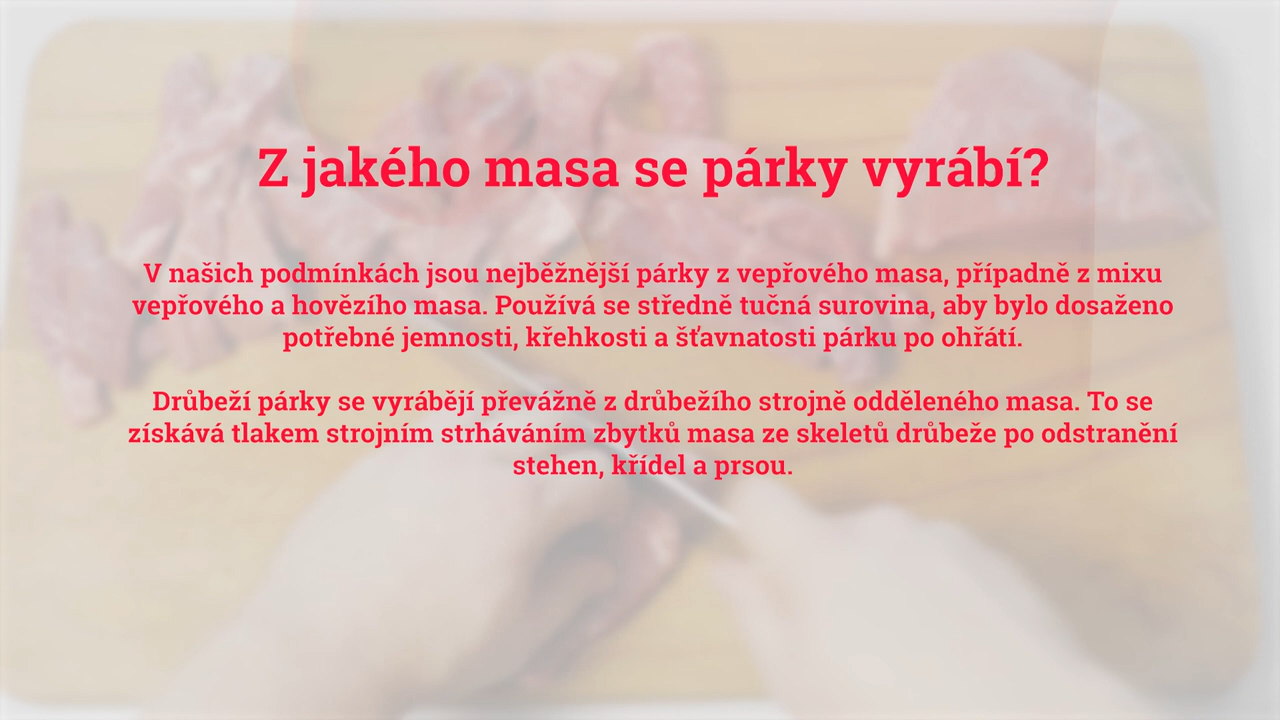 Z jakého masa se párky vyrábí?
V našich podmínkách jsou nejběžnější párky z vepřového masa, případně z mixu
vepřového a hovězího masa. Používá se středně tučná surovina, aby bylo dosaženo
potřebné jemnosti, křehkosti a šťavnatosti párku po ohřátí.
Drůbeží párky se vyrábějí převážně z drůbežího strojně odděleného masa. To se
získává tlakem strojním strháváním zbytků masa ze skeletů drůbeže po odstranění
stehen, křídel a prsou.